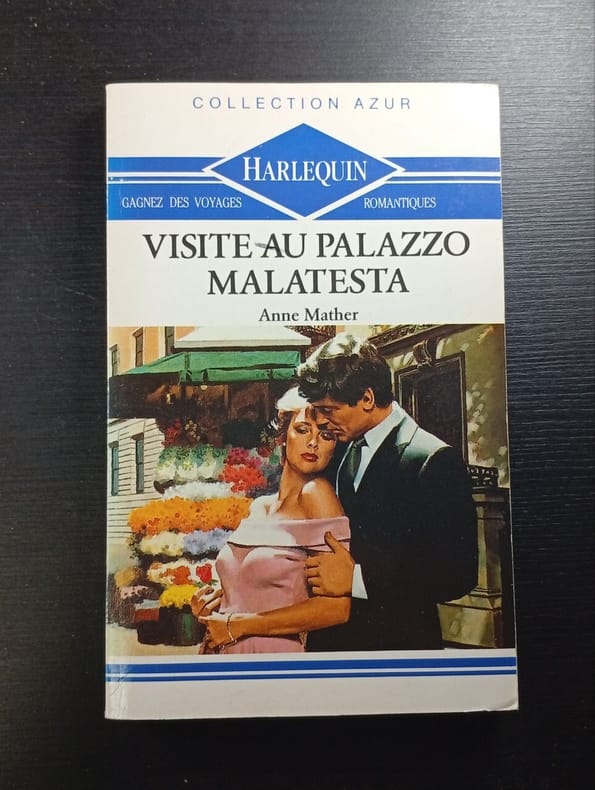 COLLECTION AZUR
HARLEQUIN
GAGNEZ DES VOYAGES ROMANTIQUES
VISITE AU PALAZZO
MALATESTA
Anne Mather